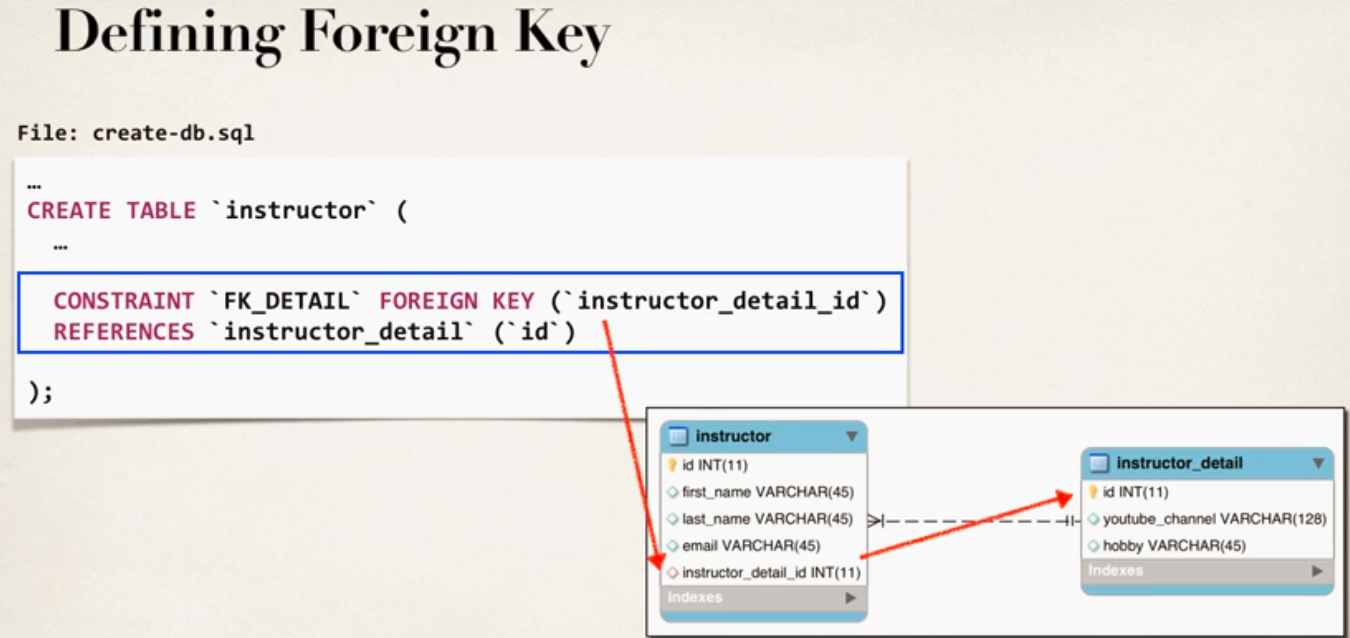 Defining Foreign Key
File: create-db.sql
…
CREATE TABLE `instructor` (
…
CONSTRAINT `FK_DETAIL` FOREIGN KEY (`instructor_detail_id`)
REFERENCES `instructor_detail` (`id`)
);
instructor
id INT(11)
first_name VARCHAR(45)
last_name VARCHAR(45)
email VARCHAR(45)
instructor_detail_id INT(11)
Indexes
instructor_detail
id INT(11)
youtube_channel VARCHAR(128)
hobby VARCHAR(45)
Indexes